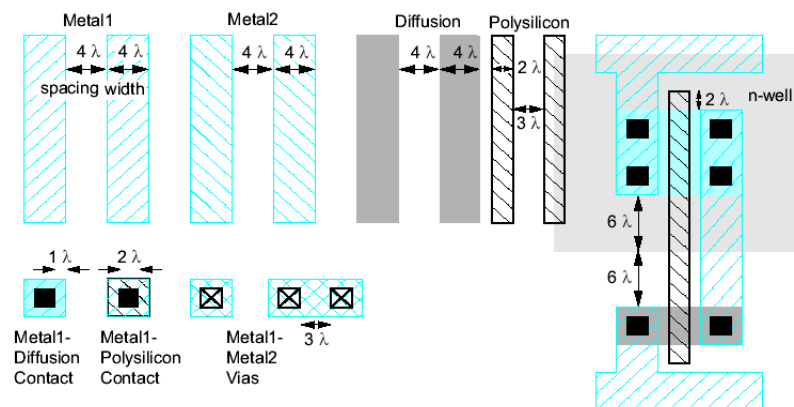 Metal1
Metal2
Diffusion
Polysilicon
4 λ
4 λ
4 λ
4 λ
4 λ
4 λ
2 λ
3 λ
spacing width
2 λ
n-well
6 λ
6 λ
1 λ
2 λ
3 λ
Metal1-
Diffusion
Contact
Metal1-
Polysilicon
Contact
Metal1-
Metal2
Vias